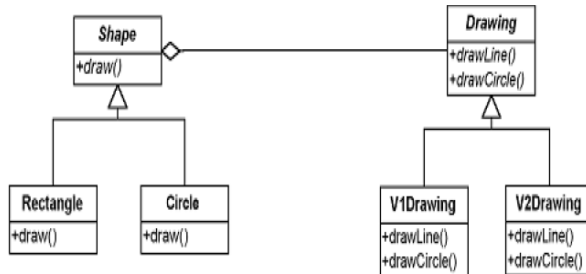 Shape
+draw()
Drawing
+drawLine()
+drawCircle()
Rectangle
+draw()
Circle
+draw()
V1Drawing
+drawLine()
+drawCircle()
V2Drawing
+drawLine()
+drawCircle()